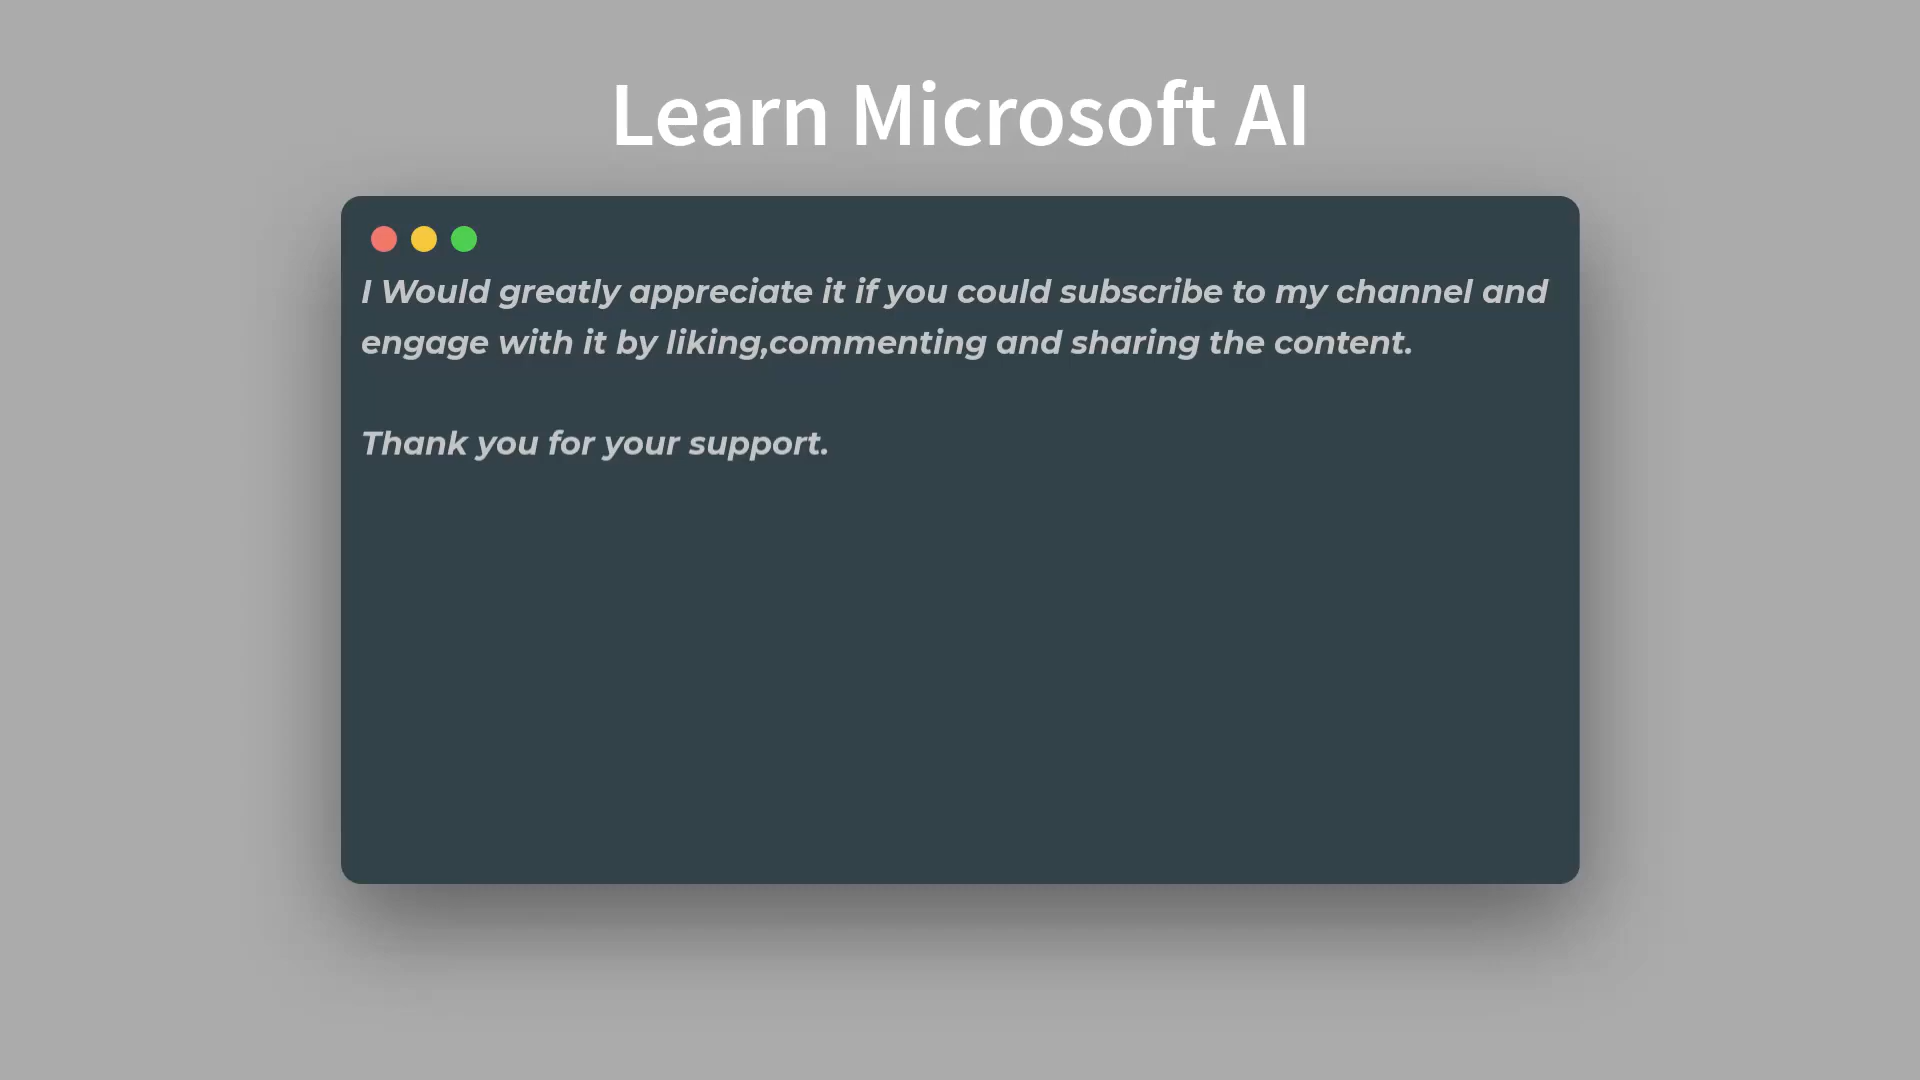 Learn Microsoft AI
I Would greatly appreciate it if you could subscribe to my channel and
engage with it by liking,commenting and sharing the content.
Thank you for your support.